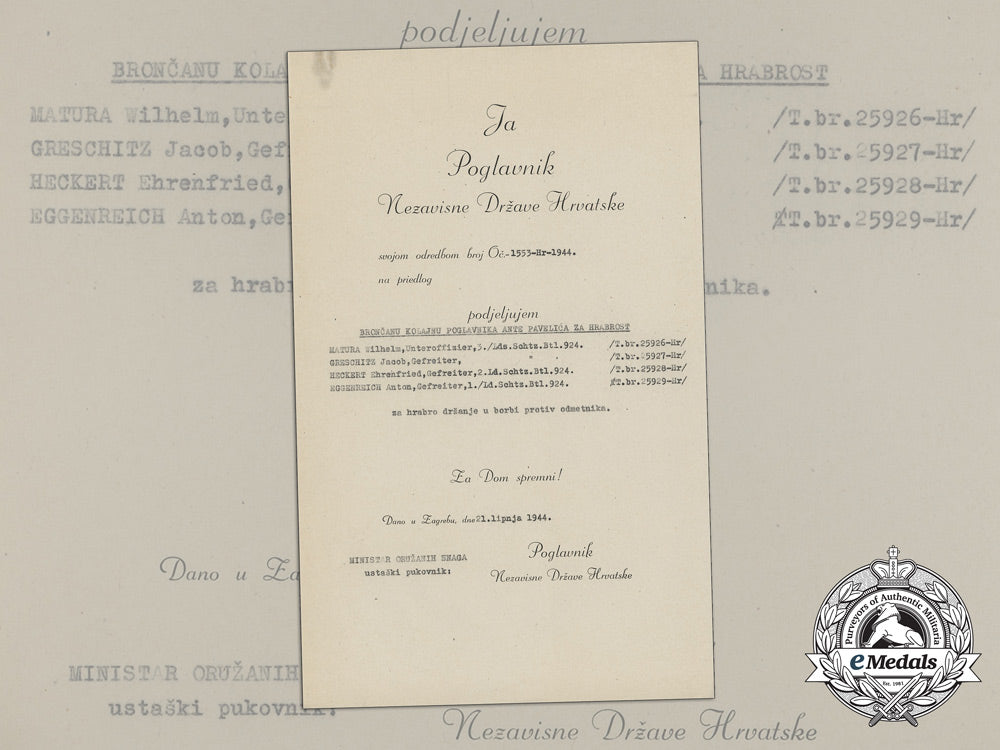 podjeljujem
BRONČANU KOLA
A HRABROST
MATURA Wilhelm,Unte
/T.br.25926-Hr/
GRESCHITZ Jacob,Gef
/T.br.25927-Hr/
HECKERT Ehrenfried,
/T.br.25928-Hr/
EGGENREICH Anton,Ge
/T.br.25929-Hr/
za hrab
nika.
Dano u Za
MINISTAR ORUŽANIH
ustaški pukovnik:
Nezavisne Države Hrvatske
Ja
Poglavnik
Nezavisne Države Hrvatske
svojom odredbom broj Oč.-1553-Hr-1944.
na priedlog
podjeljujem
BRONČANU KOLAJNU POGLAVNIKA ANTE PAVELIĆA ZA HRABROST
MATURA Wilhelm,Unteroffizier,3./Lds.Schtz.Btl.924. /T.br.25926-Hr/
GRESCHITZ Jacob,Gefreiter, " . /T.br.25927-Hr/
HECKERT Ehrenfried,Gefreiter,2.Ld.Schtz.Btl.924. /T.br.25928-Hr/
EGGENREICH Anton,Gefreiter,1./Ld.Schtz.Btl.924. /T.br.25929-Hr/
za hrabro držanje u borbi protiv odmetnika.
Za Dom spremni!
Dano u Zagrebu, dne 21.lipnja 1944.
MINISTAR ORUŽANIH SNAGA
ustaški pukovnik:
Poglavnik
Nezavisne Države Hrvatske
Purveyors of Authentic Militaria
eMedals
Est. 1981